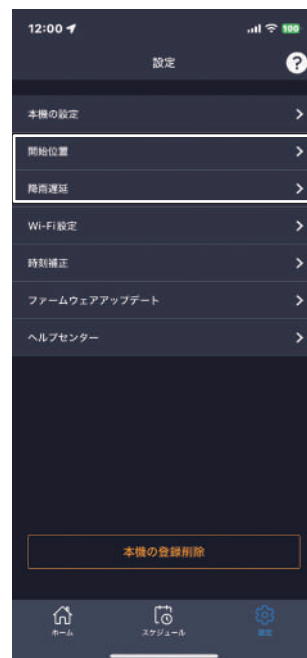 12:00
100
設定
?
本機の設定
開始位置
降雨遅延
Wi-Fi設定
時刻補正
ファームウェアアップデート
ヘルプセンター
本機の登録削除
ホーム
スケジュール
設定